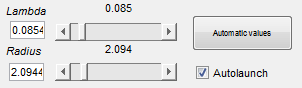 Lambda 0.085
0.0854
Automatic values
Radius 2.094
2.0944
Autolaunch